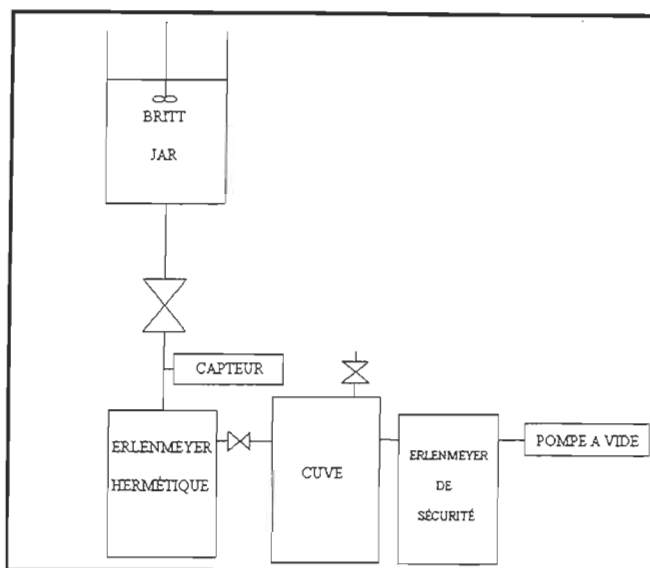 BRITT
JAR
CAPTEUR
ERLENMEYER
HERMÉTIQUE
CUVE
ERLENMEYER
DE
SÉCURITÉ
POMPE A VIDE